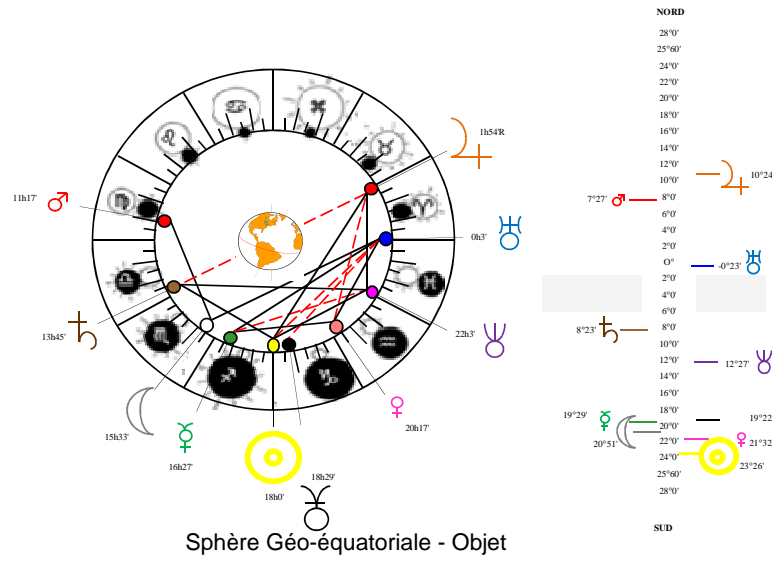 NORD
28°0'
25°60'
24°0'
22°0'
20°0'
18°0'
16°0'
14°0'
12°0'
10°0'
8°0'
6°0'
4°0'
2°0'
O°
2°0'
4°0'
6°0'
8°0'
10°0'
12°0'
14°0'
16°0'
18°0'
20°0'
22°0'
24°0'
25°60'
28°0'
SUD
1h54'R
11h17'
0h3'
13h45'
22h3'
15h33'
16h27'
20h17'
18h29'
18h0'
10°24
7°27'
-0°23'
8°23'
12°27'
19°29'
19°22
20°51'
21°32
23°26'
Sphère Géo-équatoriale - Objet